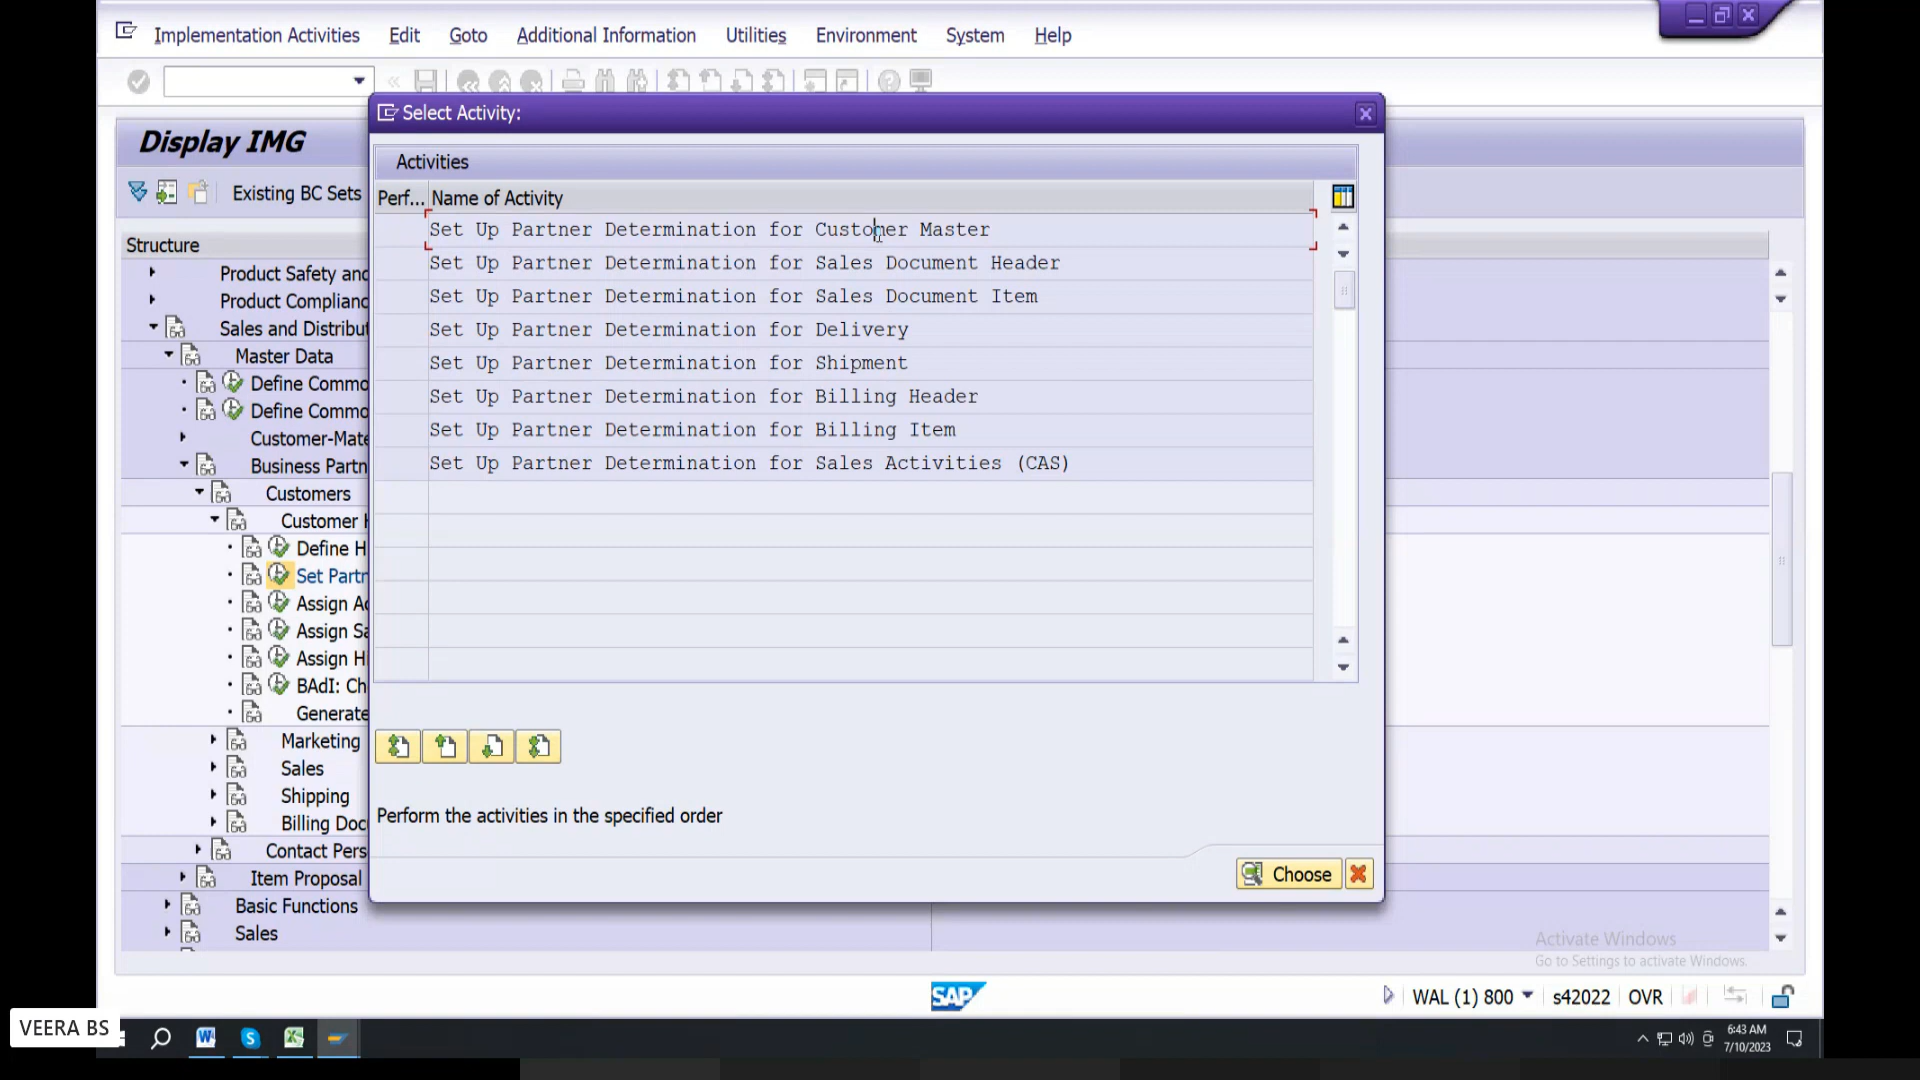 Implementation Activities Edit Goto Additional Information Utilities Environment System Help
Select Activity:
Display IMG
Activities
Existing BC Sets
Perf... Name of Activity
Set Up Partner Determination for Customer Master
Set Up Partner Determination for Sales Document Header
Set Up Partner Determination for Sales Document Item
Set Up Partner Determination for Delivery
Set Up Partner Determination for Shipment
Set Up Partner Determination for Billing Header
Set Up Partner Determination for Billing Item
Set Up Partner Determination for Sales Activities (CAS)
Structure
Product Safety and
Product Complianc
Sales and Distribut
Master Data
Define Commo
Define Commo
Customer-Mate
Business Partn
Customers
Customer H
Define H
Set Partn
Assign Ac
Assign Sa
Assign Hi
BAdI: Ch
Generate
Marketing
Sales
Shipping
Billing Doc
Contact Pers
Item Proposal
Basic Functions
Sales
Perform the activities in the specified order
Choose
Activate Windows
Go to Settings to activate Windows.
SAP
WAL (1) 800 s42022 OVR
VEERA BS
6:43 AM
7/10/2023